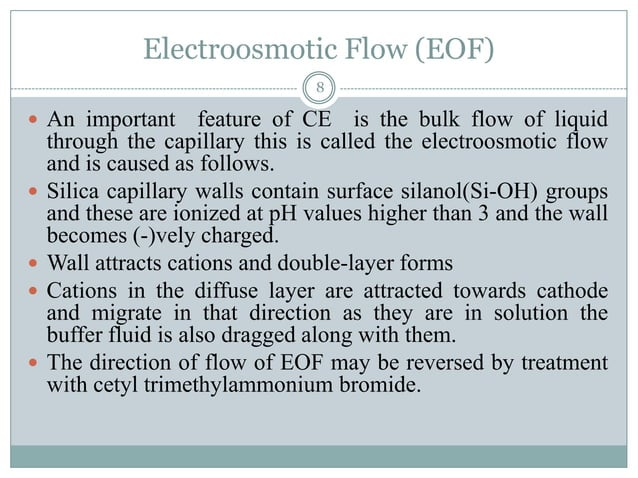 Electroosmotic Flow (EOF)
8
• An important feature of CE is the bulk flow of liquid
through the capillary this is called the electroosmotic flow
and is caused as follows.
• Silica capillary walls contain surface silanol(Si-OH) groups
and these are ionized at pH values higher than 3 and the wall
becomes (-)vely charged.
• Wall attracts cations and double-layer forms
• Cations in the diffuse layer are attracted towards cathode
and migrate in that direction as they are in solution the
buffer fluid is also dragged along with them.
• The direction of flow of EOF may be reversed by treatment
with cetyl trimethylammonium bromide.